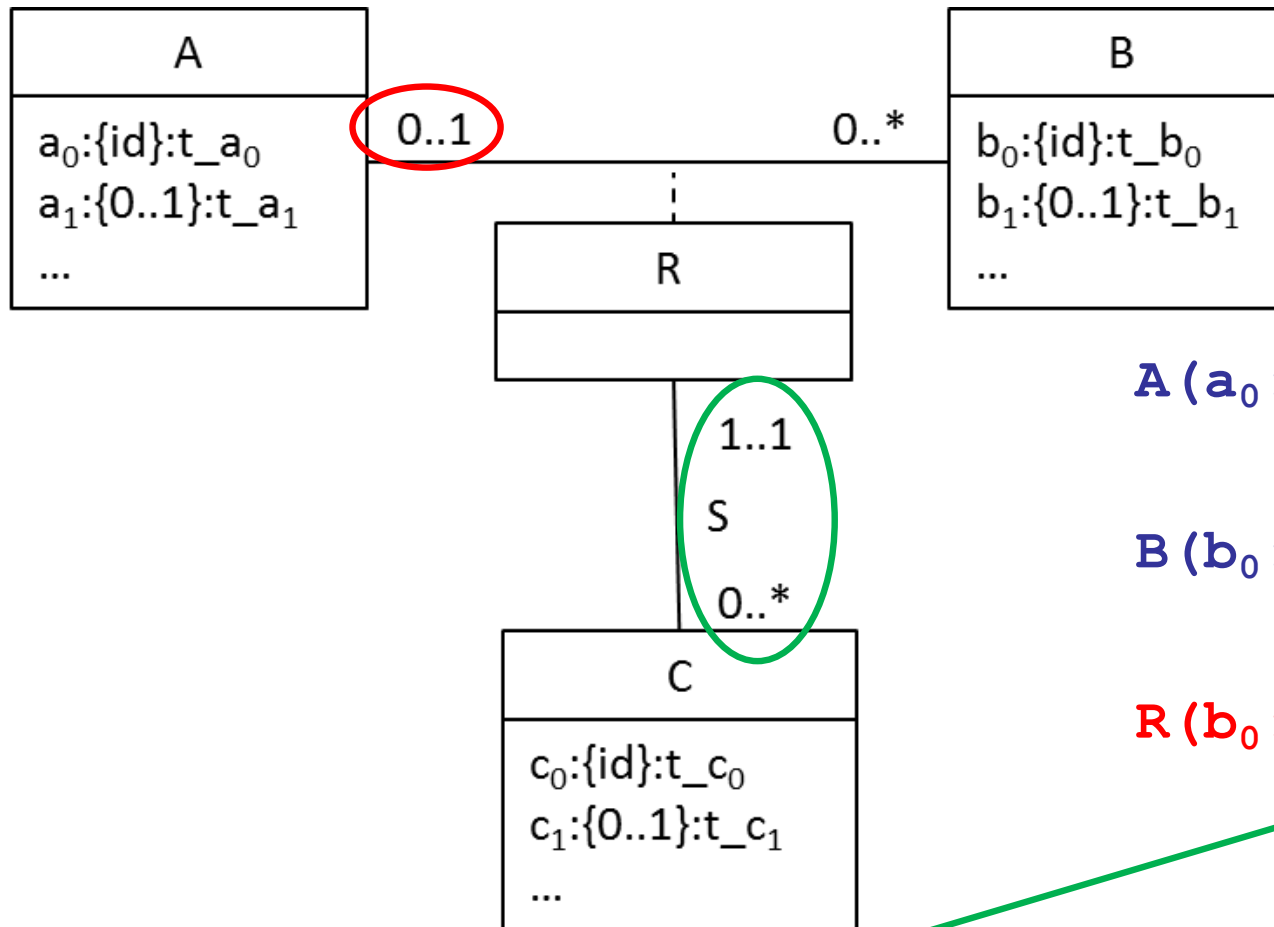 A
B
0..1
0..*
a₀:{id}:t_a₀
a₁:{0..1}:t_a₁
...
b₀:{id}:t_b₀
b₁:{0..1}:t_b₁
...
R
A(a₀
1..1
S
B(b₀
0..*
C
R(b₀
c₀:{id}:t_c₀
c₁:{0..1}:t_c₁
...